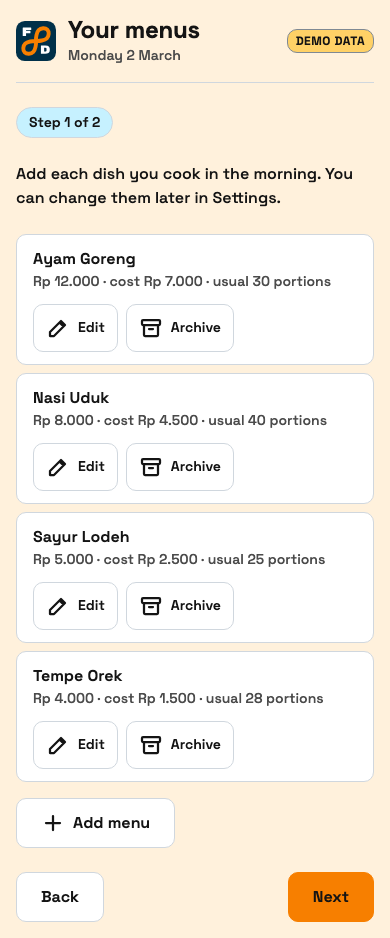 F
D
Your menus
Monday 2 March
DEMO DATA
Step 1 of 2
Add each dish you cook in the morning. You
can change them later in Settings.
Ayam Goreng
Rp 12.000 · cost Rp 7.000 · usual 30 portions
Edit
Archive
Nasi Uduk
Rp 8.000 · cost Rp 4.500 · usual 40 portions
Edit
Archive
Sayur Lodeh
Rp 5.000 · cost Rp 2.500 · usual 25 portions
Edit
Archive
Tempe Orek
Rp 4.000 · cost Rp 1.500 · usual 28 portions
Edit
Archive
Add menu
Back
Next